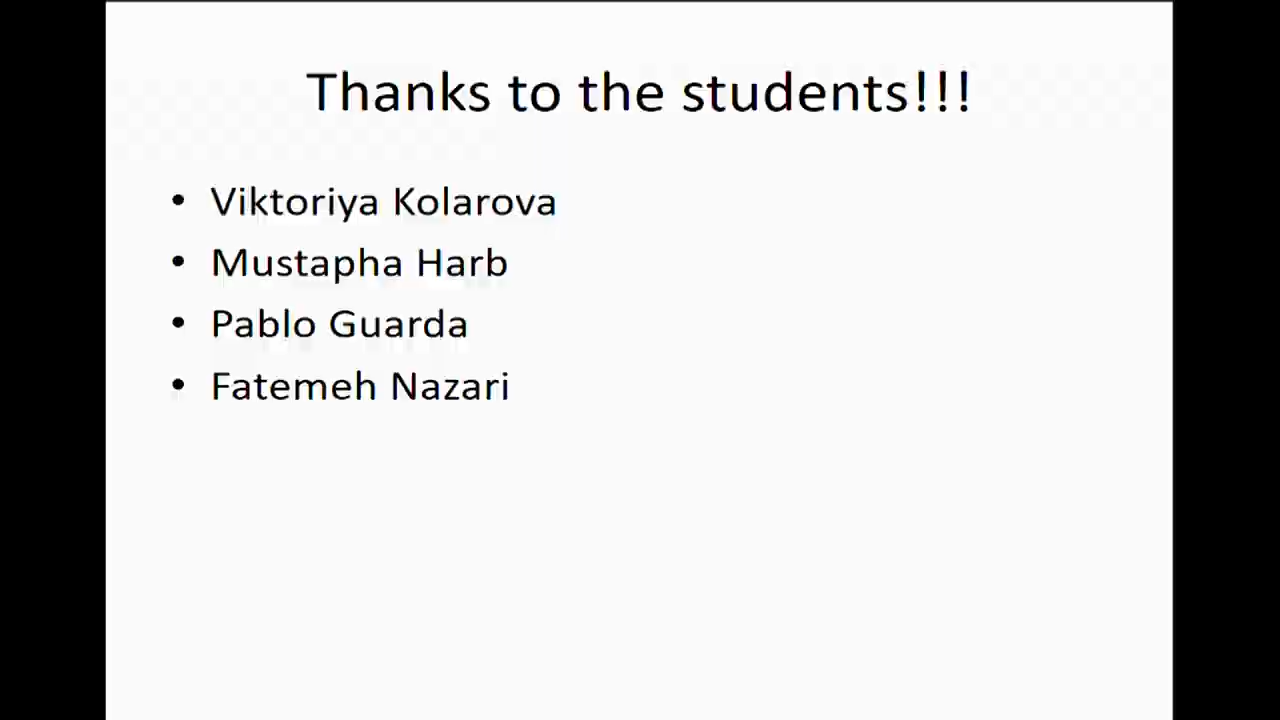 Thanks to the students!!!
• Viktoriya Kolarova
• Mustapha Harb
• Pablo Guarda
• Fatemeh Nazari